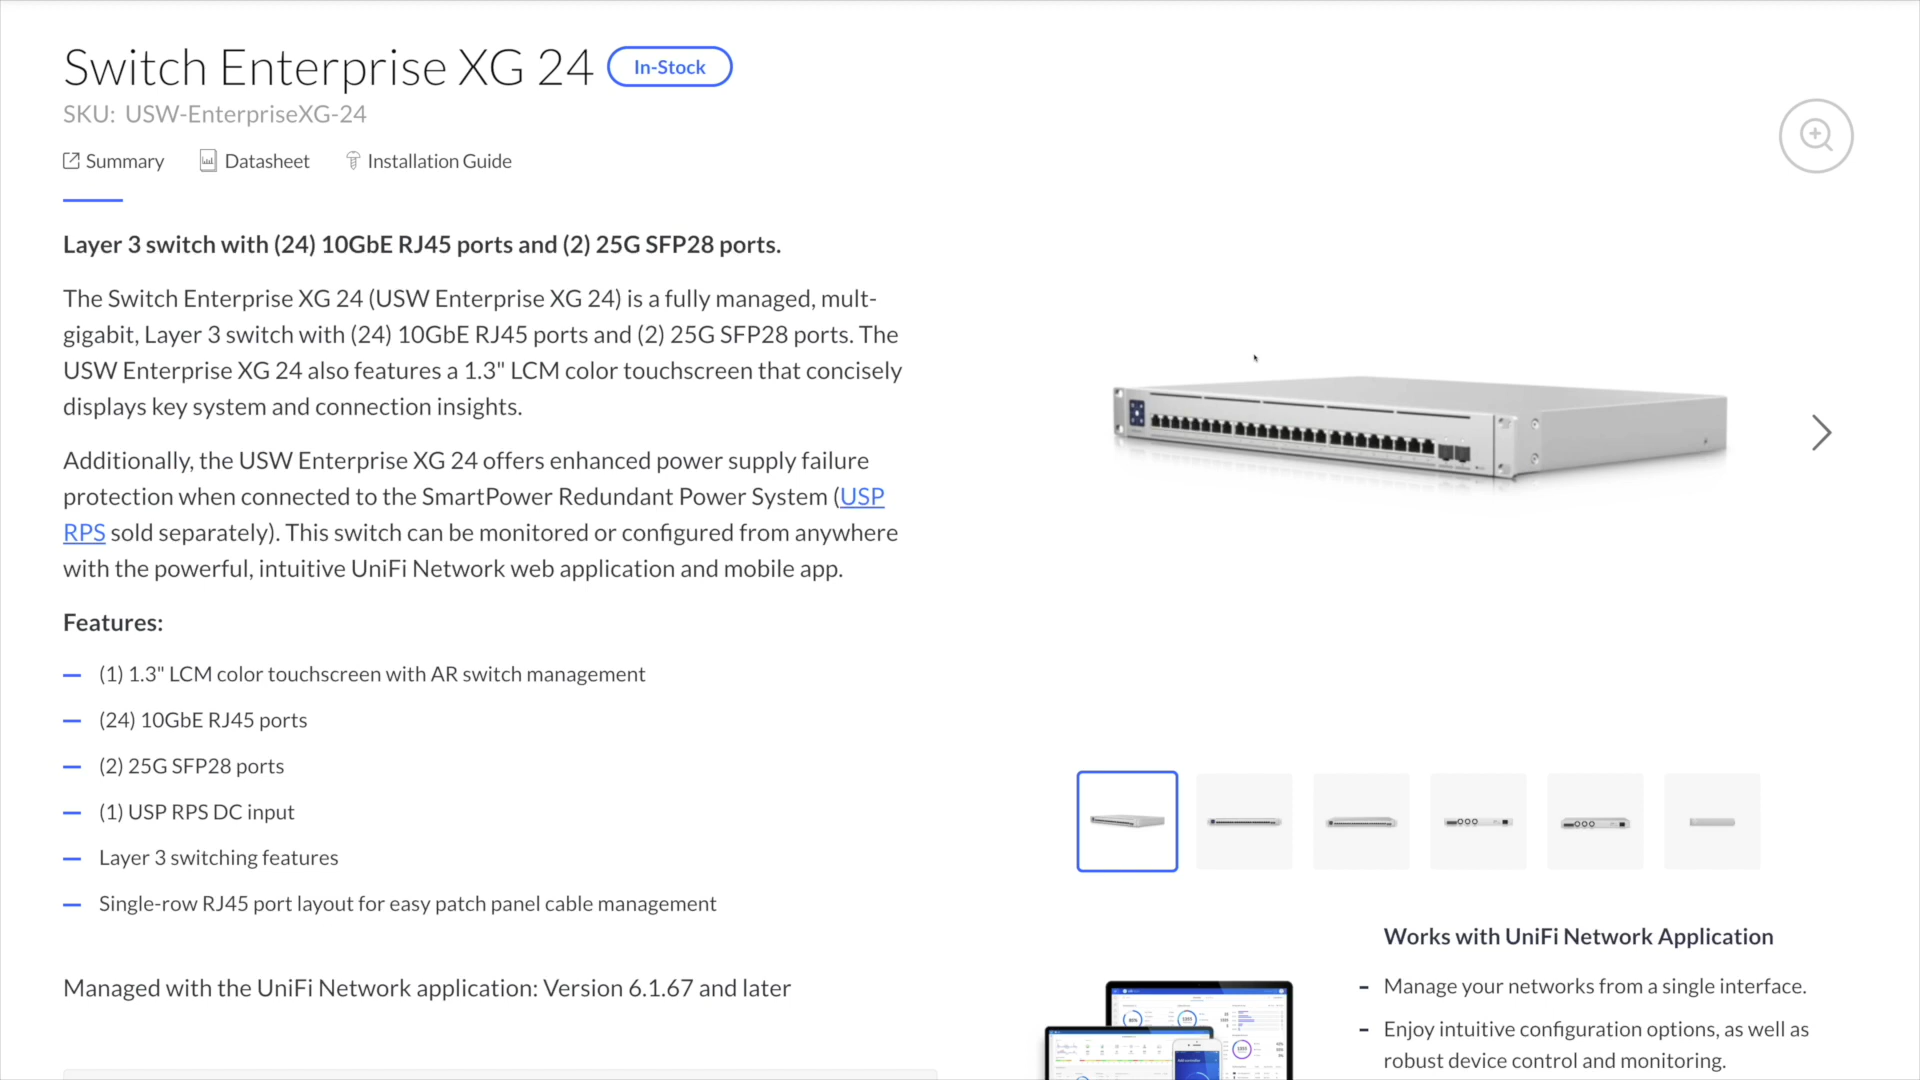 Switch Enterprise XG 24 In-Stock
SKU: USW-EnterpriseXG-24
Summary Datasheet Installation Guide
Layer 3 switch with (24) 10GbE RJ45 ports and (2) 25G SFP28 ports.
The Switch Enterprise XG 24 (USW Enterprise XG 24) is a fully managed, mult-
gigabit, Layer 3 switch with (24) 10GbE RJ45 ports and (2) 25G SFP28 ports. The
USW Enterprise XG 24 also features a 1.3" LCM color touchscreen that concisely
displays key system and connection insights.
Additionally, the USW Enterprise XG 24 offers enhanced power supply failure
protection when connected to the SmartPower Redundant Power System (USP
RPS sold separately). This switch can be monitored or configured from anywhere
with the powerful, intuitive UniFi Network web application and mobile app.
Features:
(1) 1.3" LCM color touchscreen with AR switch management
(24) 10GbE RJ45 ports
(2) 25G SFP28 ports
(1) USP RPS DC input
Layer 3 switching features
Single-row RJ45 port layout for easy patch panel cable management
Managed with the UniFi Network application: Version 6.1.67 and later
Works with UniFi Network Application
- Manage your networks from a single interface.
- Enjoy intuitive configuration options, as well as
robust device control and monitoring.